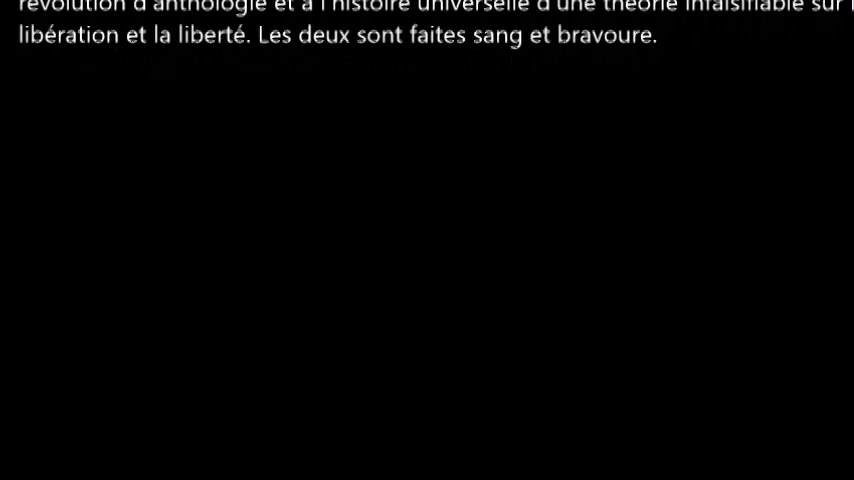 révolution d'anthologie et à l'histoire universelle d'une théorie infalsifiable sur
libération et la liberté. Les deux sont faites sang et bravoure.